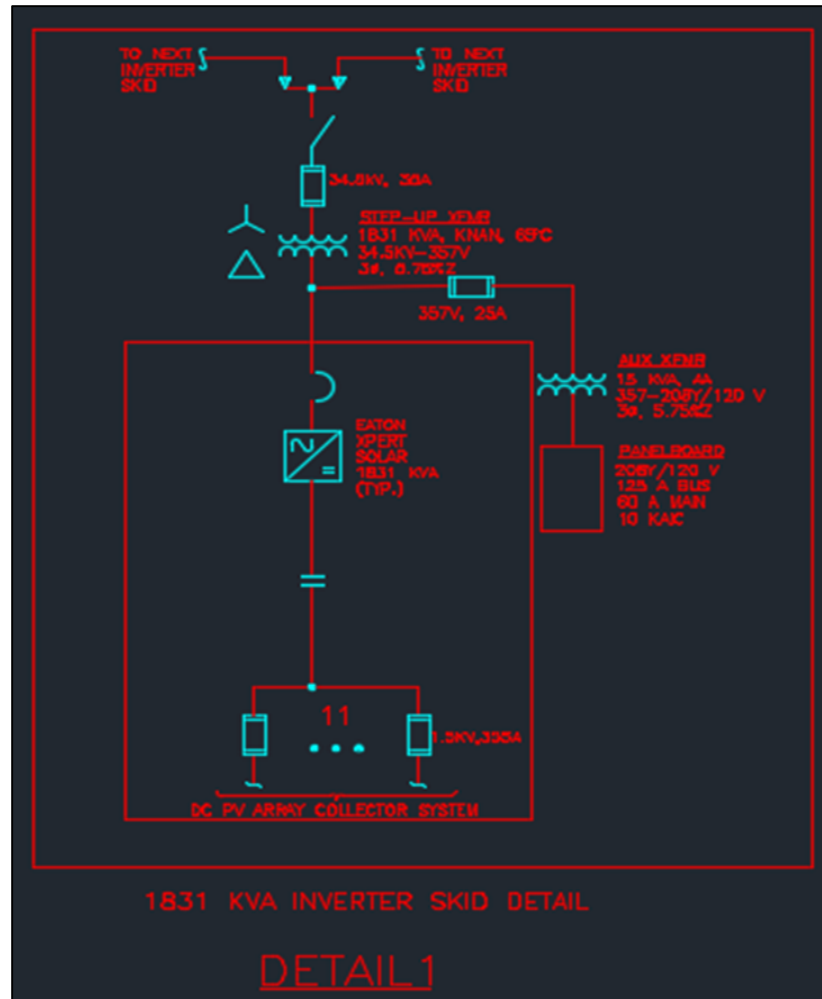 TO NEXT
INVERTER
SKID
TO NEXT
INVERTER
SKID
34.5KV, 38A
STEP-UP XFMR
1831 KVA, KNAN, 65°C
34.5KV-357V
3ø, 5.75%Z
357V, 25A
AUX XFMR
15 KVA, AA
357-208Y/120 V
3ø, 5.75%Z
EATON
XPERT
SOLAR
1831 KVA
(TYP.)
PANELBOARD
208Y/120 V
125 A BUS
60 A MAIN
10 KAIC
11
1.5KV,355A
DC PV ARRAY COLLECTOR SYSTEM
1831 KVA INVERTER SKID DETAIL
DETAIL1